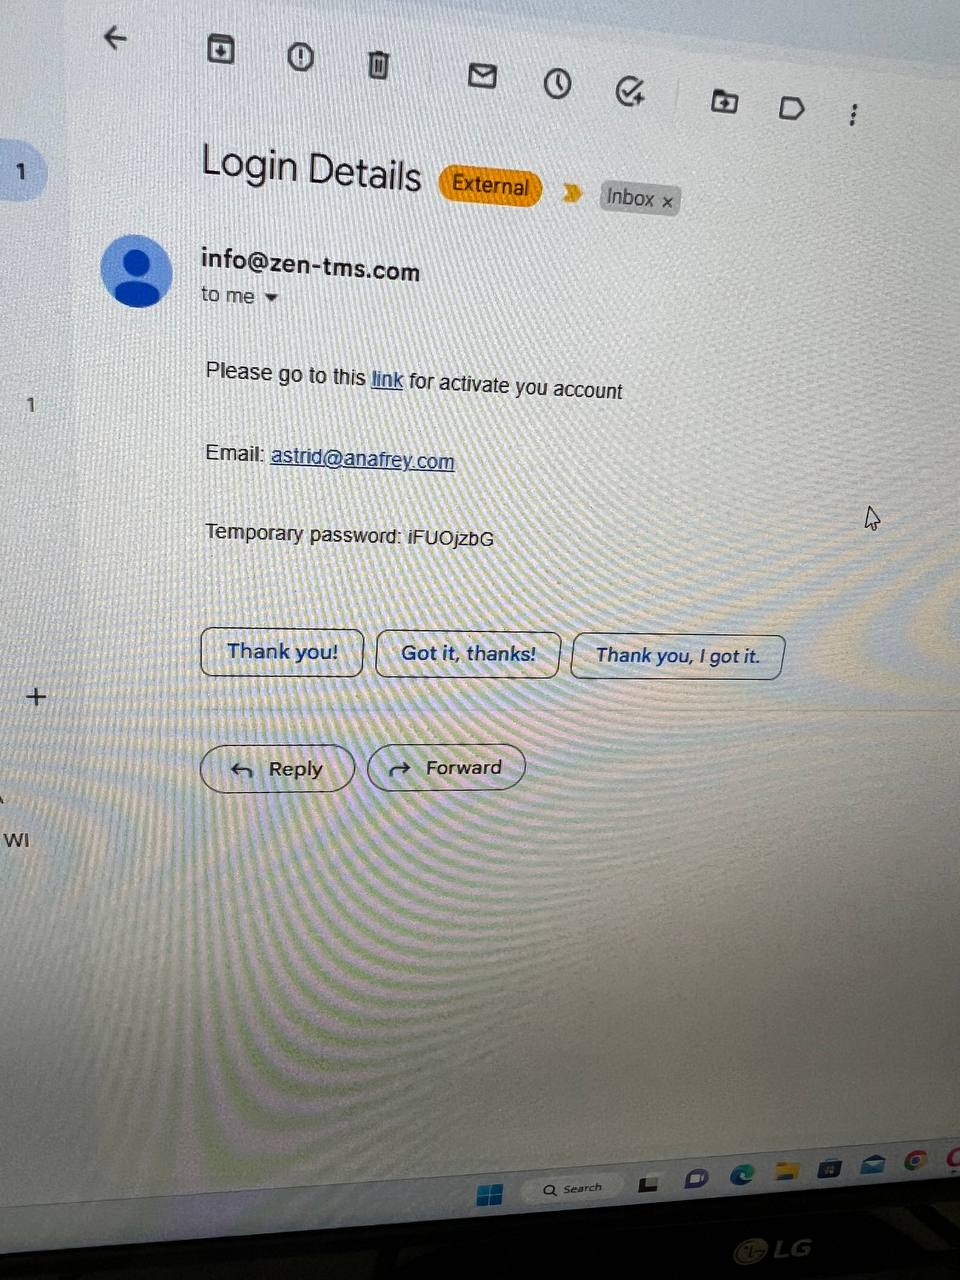 1
Login Details External Inbox ×
info@zen-tms.com
to me
Please go to this link for activate you account
1
Email: astrid@anafrey.com
Temporary password: iFUOjzbG
Thank you! Got it, thanks! Thank you, I got it.
Reply Forward
WI
Search
LG